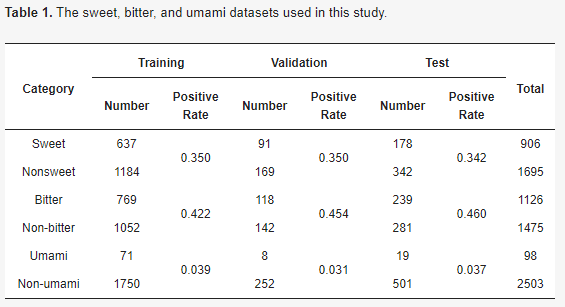 Table 1. The sweet, bitter, and umami datasets used in this study.
Category Training Validation Test Total
Number Positive Rate Number Positive Rate Number Positive Rate
Sweet 637 0.350 91 0.350 178 0.342 906
Nonsweet 1184 169 342 1695
Bitter 769 0.422 118 0.454 239 0.460 1126
Non-bitter 1052 142 281 1475
Umami 71 0.039 8 0.031 19 0.037 98
Non-umami 1750 252 501 2503